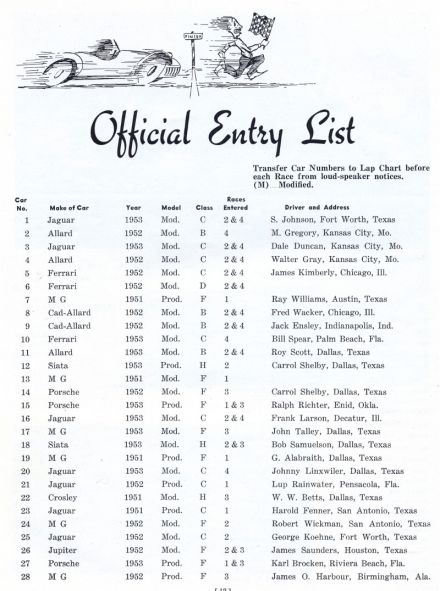 FINISH
Official Entry List
Transfer Car Numbers to Lap Chart before
each Race from loud-speaker notices.
(M) Modified.
Car No. Make of Car Year Model Class Races Entered Driver and Address
1 Jaguar 1953 Mod. C 2 & 4 S. Johnson, Fort Worth, Texas
2 Allard 1952 Mod. B 4 M. Gregory, Kansas City, Mo.
3 Jaguar 1953 Mod. C 2 & 4 Dale Duncan, Kansas City, Mo.
4 Allard 1952 Mod. C 2 & 4 Walter Gray, Kansas City, Mo.
5 Ferrari 1952 Mod. C 2 & 4 James Kimberly, Chicago, Ill.
6 Ferrari 1952 Mod. D 2 & 4
7 M G 1951 Prod. F 1 Ray Williams, Austin, Texas
8 Cad-Allard 1952 Mod. B 2 & 4 Fred Wacker, Chicago, Ill.
9 Cad-Allard 1952 Mod. B 2 & 4 Jack Ensley, Indianapolis, Ind.
10 Ferrari 1953 Mod. C 4 Bill Spear, Palm Beach, Fla.
11 Allard 1953 Mod. B 2 & 4 Roy Scott, Dallas, Texas
12 Siata 1953 Prod. H 2 Carrol Shelby, Dallas, Texas
13 M G 1951 Mod. F 1
14 Porsche 1952 Mod. F 3 Carrol Shelby, Dallas, Texas
15 Porsche 1953 Prod. F 1 & 3 Ralph Richter, Enid, Okla.
16 Jaguar 1953 Mod. C 2 & 4 Frank Larson, Decatur, Ill.
17 M G 1953 Mod. F 3 John Talley, Dallas, Texas
18 Siata 1953 Mod. H 2 & 3 Bob Samuelson, Dallas, Texas
19 M G 1951 Prod. F 1 G. Alabraith, Dallas, Texas
20 Jaguar 1953 Mod. C 4 Johnny Linxwiler, Dallas, Texas
21 Jaguar 1952 Prod. C 1 Lup Rainwater, Pensacola, Fla.
22 Crosley 1951 Mod. H 3 W. W. Betts, Dallas, Texas
23 Jaguar 1951 Prod. C 1 Harold Fenner, San Antonio, Texas
24 M G 1952 Mod. F 2 Robert Wickman, San Antonio, Texas
25 Jaguar 1952 Mod. C 2 George Koehne, Fort Worth, Texas
26 Jupiter 1952 Mod. F 2 & 3 James Saunders, Houston, Texas
27 Porsche 1953 Prod. F 1 & 3 Karl Brocken, Riviera Beach, Fla.
28 M G 1952 Prod. F 3 James O. Harbour, Birmingham, Ala.